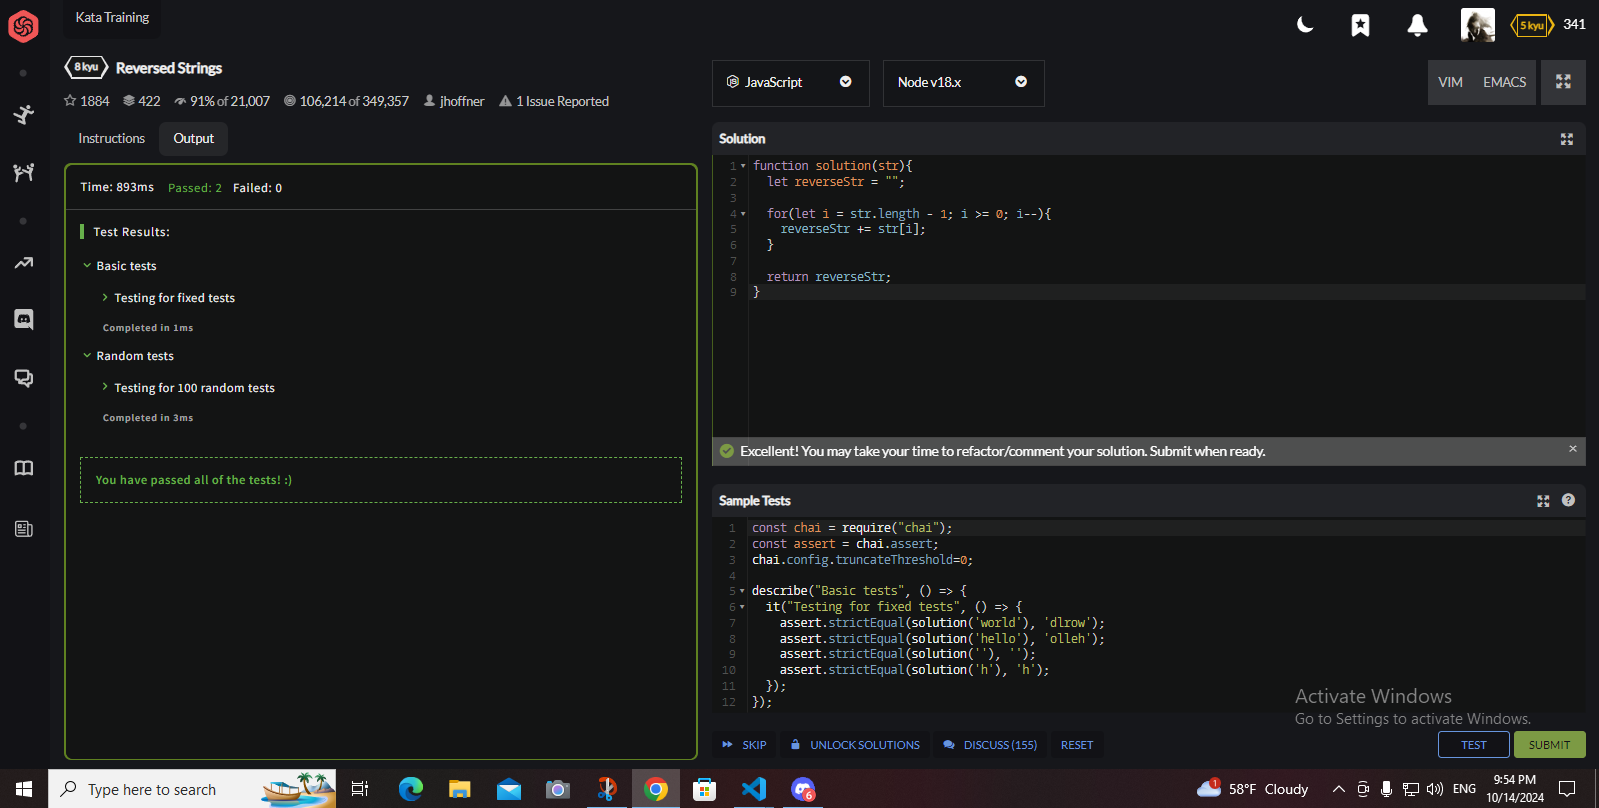 Kata Training
5 kyu 341
8 kyu Reversed Strings
1884 422 91% of 21,007 106,214 of 349,357 jhoffner 1 Issue Reported
Instructions Output
Time: 893ms Passed: 2 Failed: 0
Test Results:
Basic tests
Testing for fixed tests
Completed in 1ms
Random tests
Testing for 100 random tests
Completed in 3ms
You have passed all of the tests! :)
JavaScript Node v18.x VIM EMACS
Solution
1 function solution(str){
2 let reverseStr = "";
3
4 for(let i = str.length - 1; i >= 0; i--){
5 reverseStr += str[i];
6 }
7
8 return reverseStr;
9 }
Excellent! You may take your time to refactor/comment your solution. Submit when ready. ×
Sample Tests ?
1 const chai = require("chai");
2 const assert = chai.assert;
3 chai.config.truncateThreshold=0;
4
5 describe("Basic tests", () => {
6 it("Testing for fixed tests", () => {
7 assert.strictEqual(solution('world'), 'dlrow');
8 assert.strictEqual(solution('hello'), 'olleh');
9 assert.strictEqual(solution(''), '');
10 assert.strictEqual(solution('h'), 'h');
11 });
12 });
Activate Windows
Go to Settings to activate Windows.
SKIP UNLOCK SOLUTIONS DISCUSS (155) RESET TEST SUBMIT
Type here to search 6 1 58°F Cloudy ENG 9:54 PM
10/14/2024